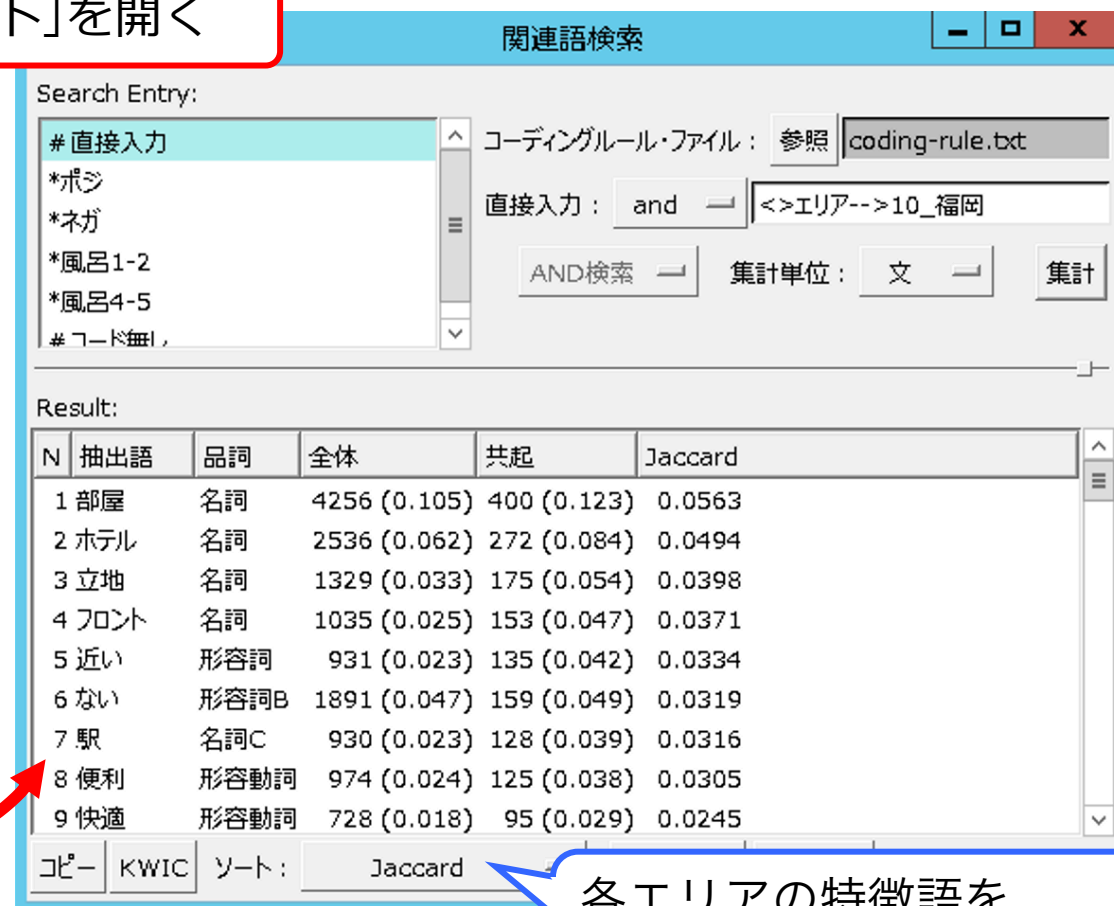 ト]を開く
関連語検索
Search Entry:
#直接入力
*ポジ
*ネガ
*風呂1-2
*風呂4-5
#コード無し
コーディングルール・ファイル： 参照 coding-rule.txt
直接入力： and <>エリア-->10_福岡
AND検索 集計単位： 文 集計
Result:
N 抽出語 品詞 全体 共起 Jaccard
1 部屋 名詞 4256 (0.105) 400 (0.123) 0.0563
2 ホテル 名詞 2536 (0.062) 272 (0.084) 0.0494
3 立地 名詞 1329 (0.033) 175 (0.054) 0.0398
4 フロント 名詞 1035 (0.025) 153 (0.047) 0.0371
5 近い 形容詞 931 (0.023) 135 (0.042) 0.0334
6 ない 形容詞B 1891 (0.047) 159 (0.049) 0.0319
7 駅 名詞C 930 (0.023) 128 (0.039) 0.0316
8 便利 形容動詞 974 (0.024) 125 (0.038) 0.0305
9 快適 形容動詞 728 (0.018) 95 (0.029) 0.0245
コピー KWIC ソート： Jaccard
各エリアの特徴語を